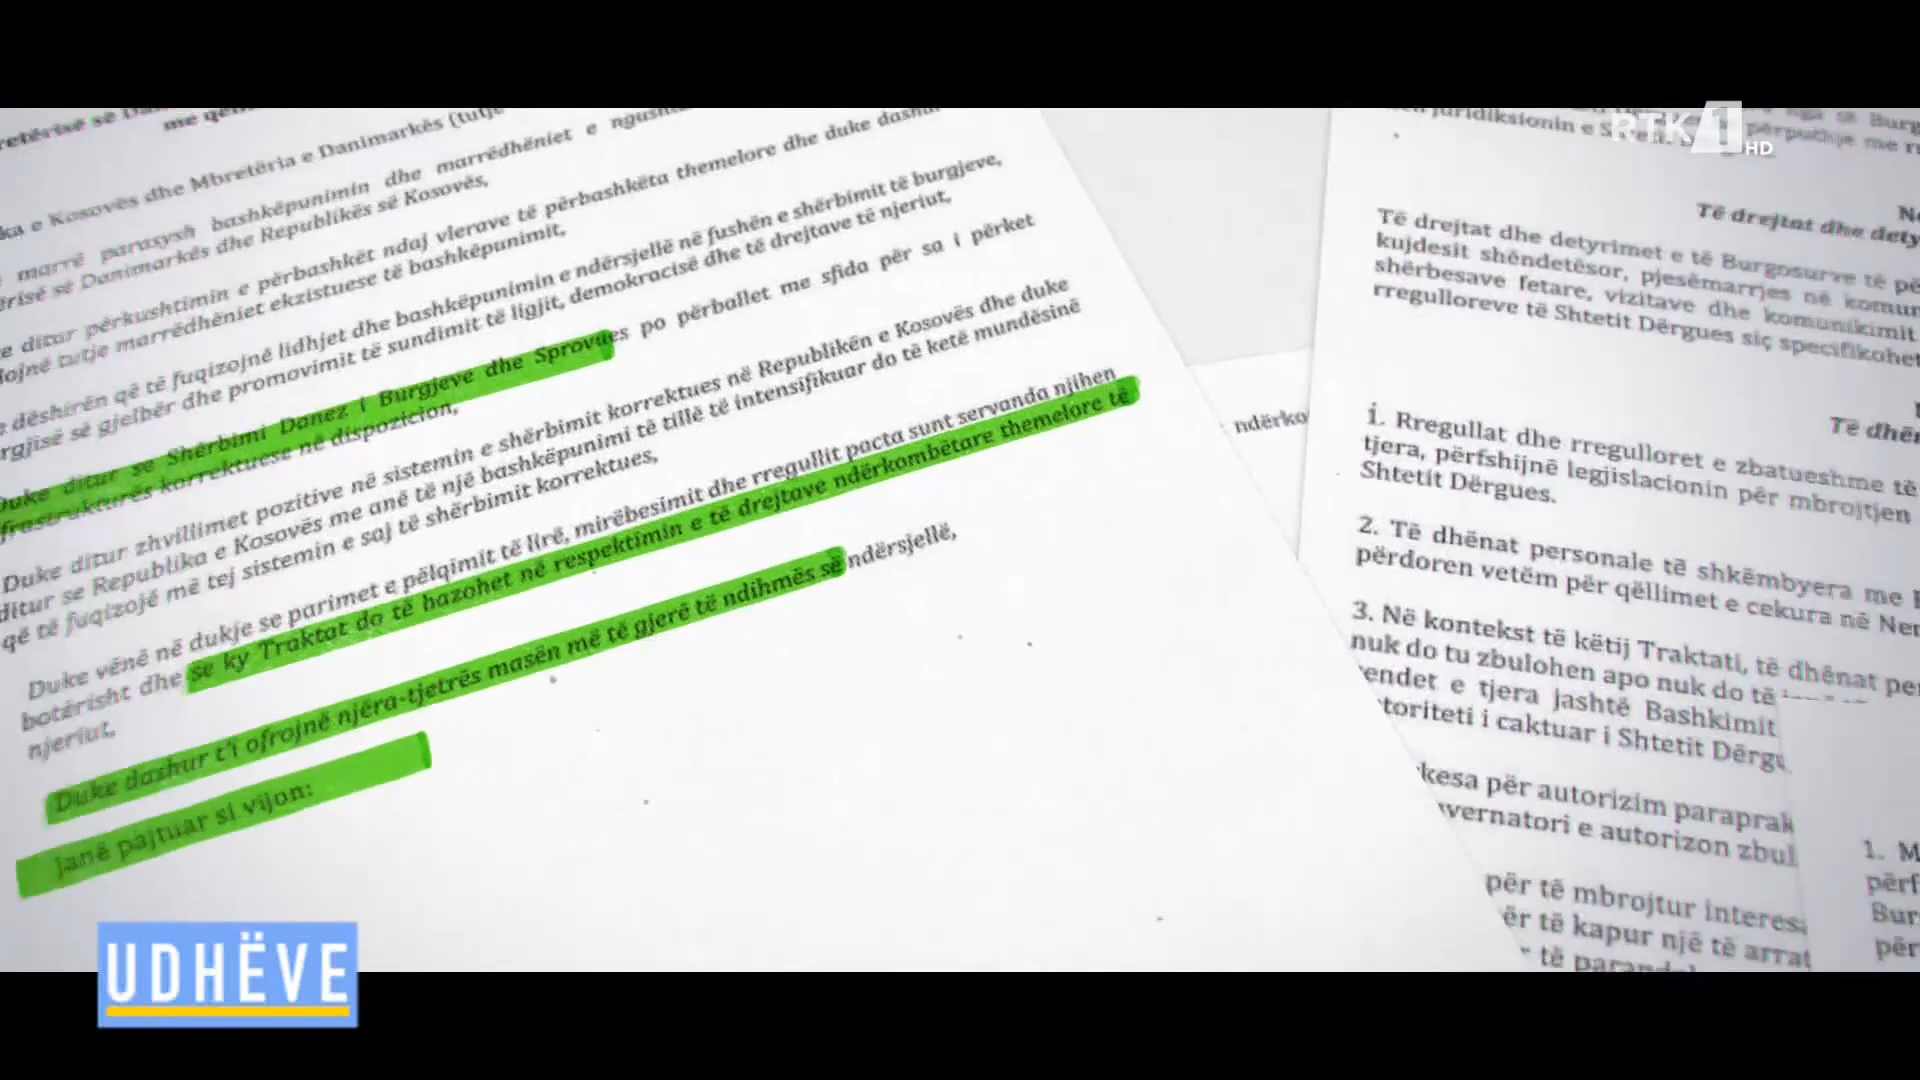 retërisë së
me
ka e Kosovës dhe Mbretëria e Danimarkës (tutje
marrë parasysh bashkëpunimin dhe marrëdhëniet e
risë së Danimarkës dhe Republikës së Kosovës,
e ditur përkushtimin e përbashkët ndaj vlerave të përbashkëta themelore dhe duke dashur
tutje marrëdhëniet ekzistuese të bashkëpunimit,
e dëshirën që të fuqizojnë lidhjet dhe bashkëpunimin e ndërsjellë në fushën e shërbimit të burgjeve,
rgjisë së gjelbër dhe promovimit të sundimit të ligjit, demokracisë dhe të drejtave të njeriut,
Duke ditur se Shërbimi Danez i Burgjeve dhe Sprovues po përballet me sfida për sa i përket
frastrukturës korrektuese në dispozicion,
Duke ditur zhvillimet pozitive në sistemin e shërbimit korrektues në Republikën e Kosovës dhe duke
ditur se Republika e Kosovës me anë të një bashkëpunimi të tillë të intensifikuar do të ketë mundësinë
që të fuqizojë më tej sistemin e saj të shërbimit korrektues,
Duke vënë në dukje se parimet e pëlqimit të lirë, mirëbesimit dhe rregullit pacta sunt servanda njihen
botërisht dhe se ky Traktat do të bazohet në respektimin e të drejtave ndërkombëtare themelore të
njeriut,
Duke dashur t'i ofrojnë njëra-tjetrës masën më të gjerë të ndihmës së ndërsjellë,
Janë pajtuar si vijon:
ndërko
juridiksionin e
përputhje me
Të drejtat dhe dety
Të drejtat dhe detyrimet e të Burgosurve të pë
kujdesit shëndetësor, pjesëmarrjes në komun
shërbesave fetare, vizitave dhe komunikimit
rregulloreve të Shtetit Dërgues siç specifikohet
Të dhën
1. Rregullat dhe rregulloret e zbatueshme të
tjera, përfshijnë legjislacionin për mbrojtjen
Shtetit Dërgues.
2. Të dhënat personale të shkëmbyera me
përdoren vetëm për qëllimet e cekura në Nen
3. Në kontekst të këtij Traktati, të dhënat per
nuk do tu zbulohen apo nuk do të
endet e tjera jashtë Bashkimit
toriteti i caktuar i Shtetit Dërgu
kesa për autorizim paraprak
vernatori e autorizon zbul
për të mbrojtur interesa
ër të kapur një të arrat
të
1. M
përf
Bur
për
RTK 1 HD
UDHËVE